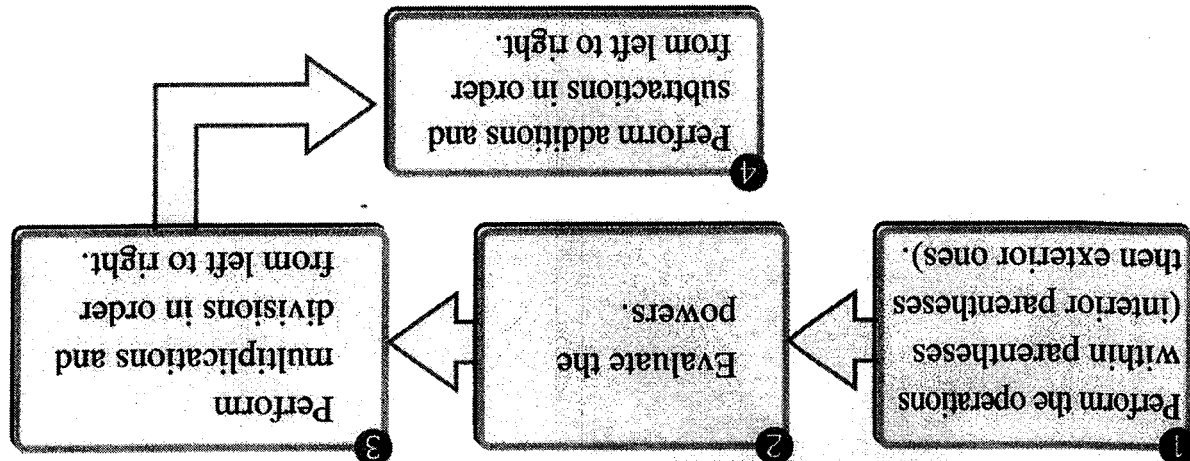 1
Perform the operations
within parentheses
(interior parentheses
then exterior ones).
2
Evaluate the
powers.
3
Perform
multiplications and
divisions in order
from left to right.
4
Perform additions and
subtractions in order
from left to right.